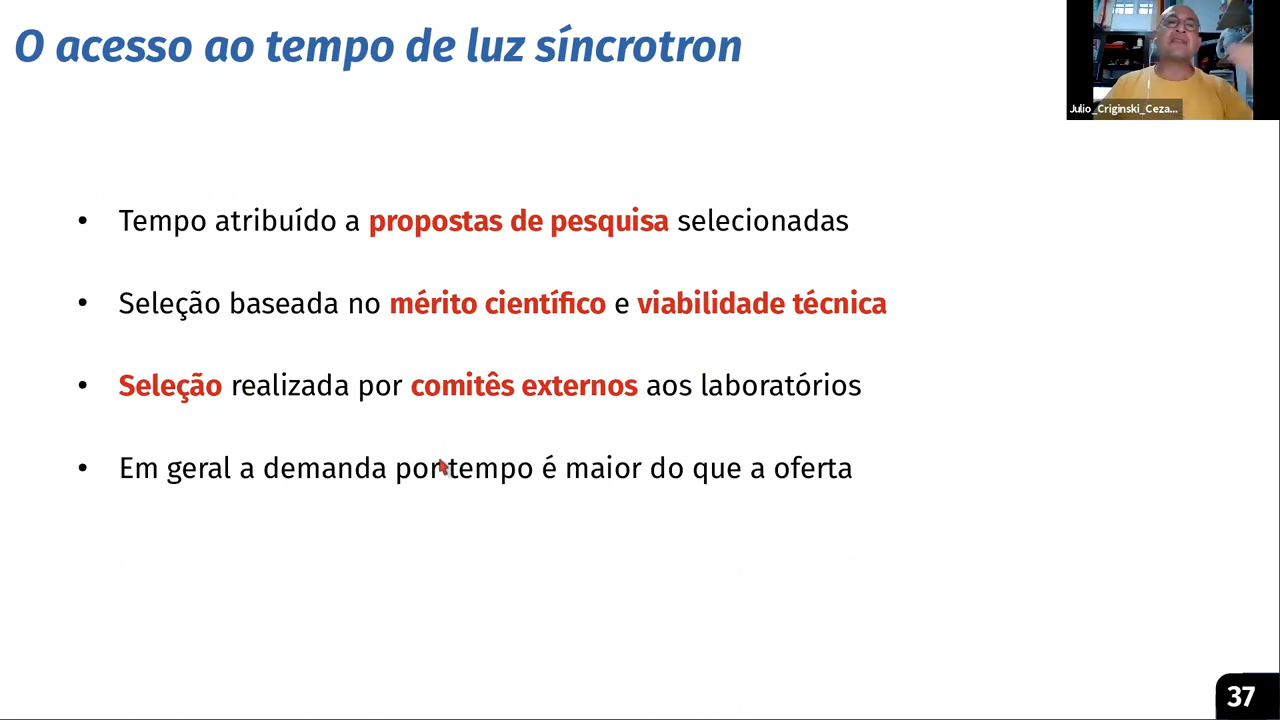 O acesso ao tempo de luz síncrotron
Julio_Criginski_Ceza...
• Tempo atribuído a propostas de pesquisa selecionadas
• Seleção baseada no mérito científico e viabilidade técnica
• Seleção realizada por comitês externos aos laboratórios
• Em geral a demanda por tempo é maior do que a oferta
37